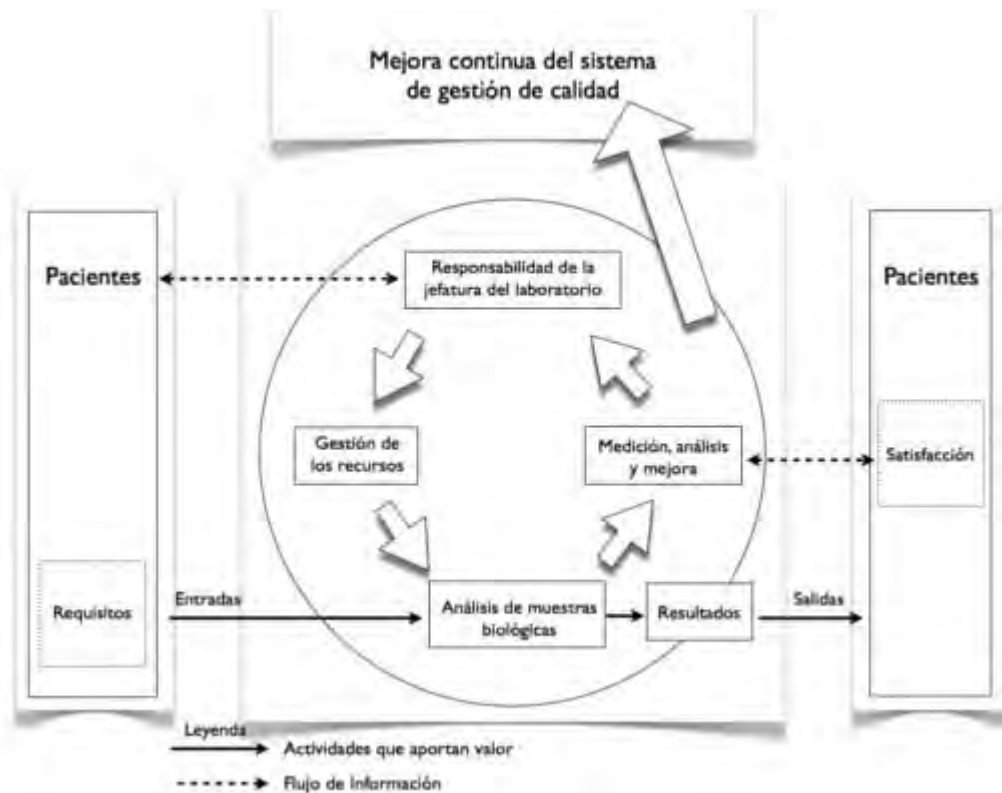 Mejora continua del sistema
de gestión de calidad
Pacientes
Responsabilidad de la
jefatura del laboratorio
Pacientes
Gestión de
los recursos
Medición, análisis
y mejora
Satisfacción
Requisitos
Entradas
Análisis de muestras
biológicas
Resultados
Salidas
Leyenda
Actividades que aportan valor
Flujo de Información